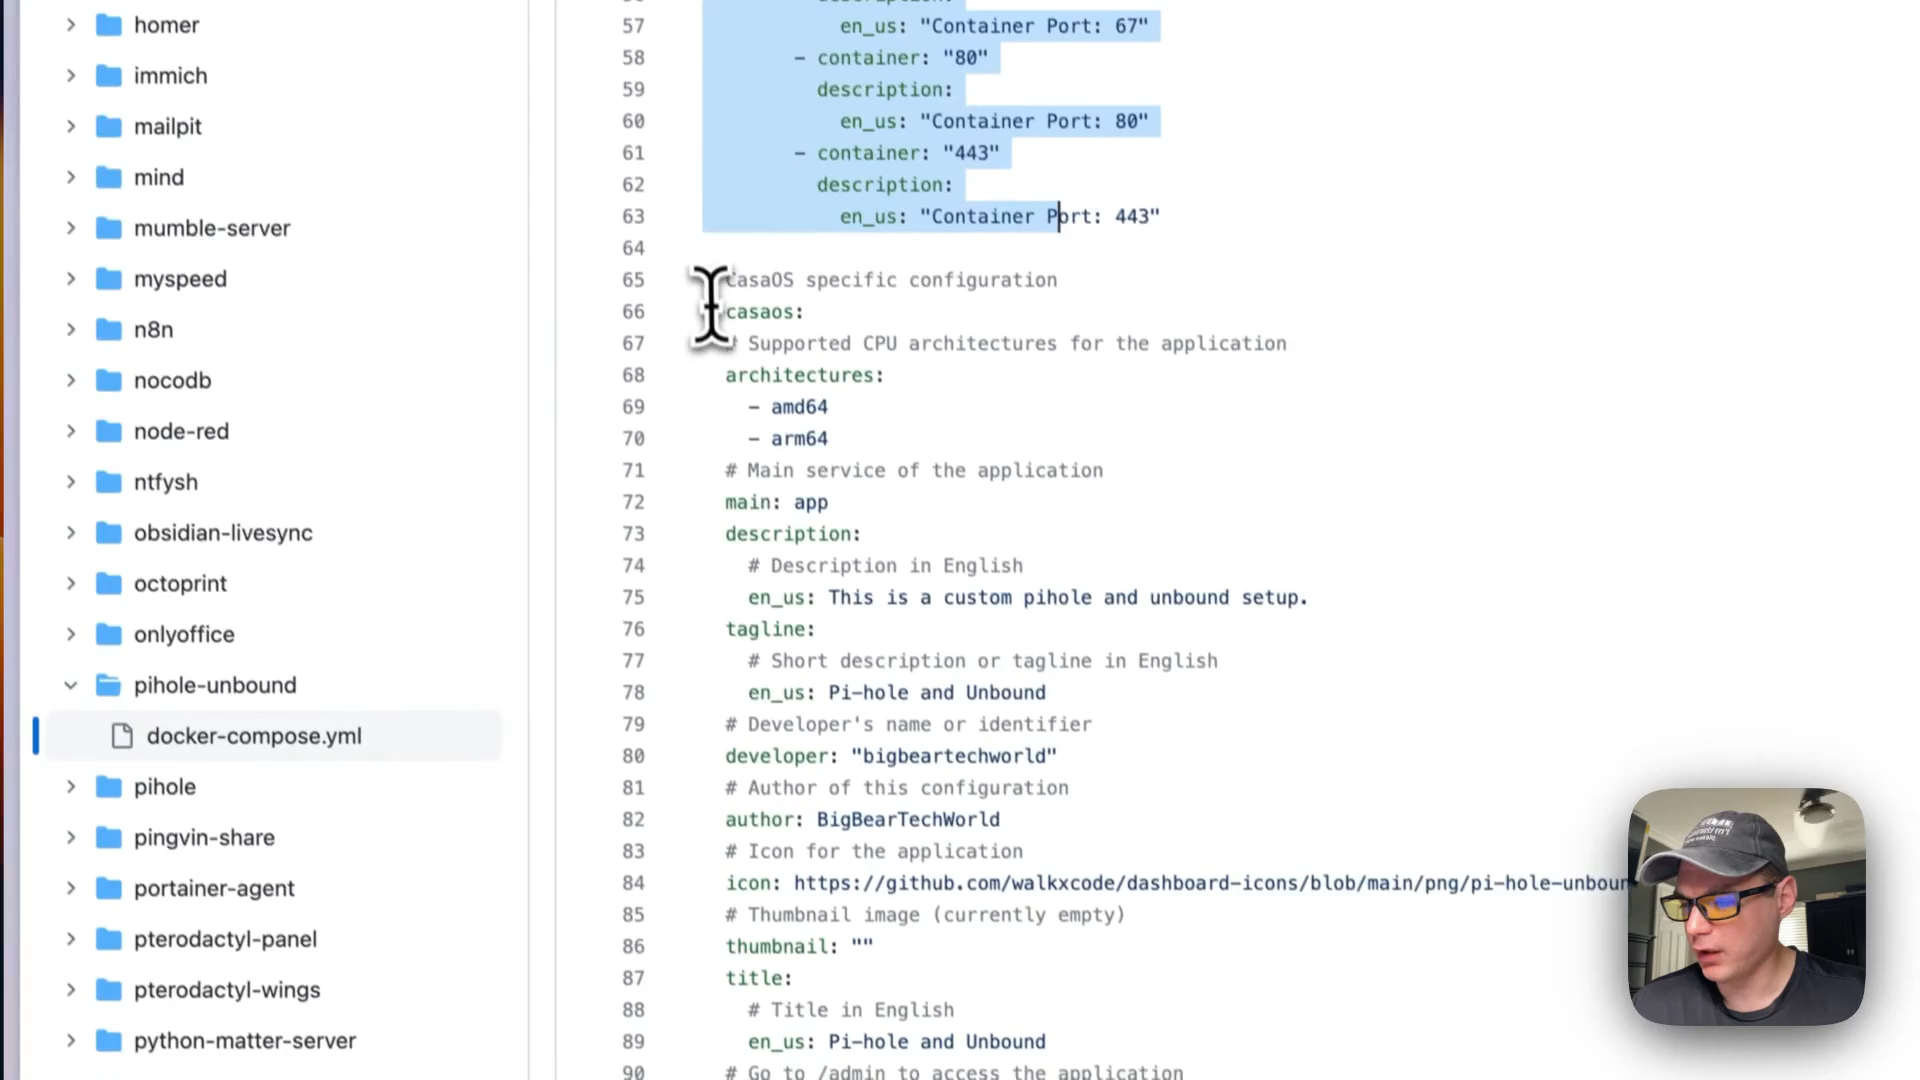 homer
immich
mailpit
mind
mumble-server
myspeed
n8n
nocodb
node-red
ntfysh
obsidian-livesync
octoprint
onlyoffice
pihole-unbound
docker-compose.yml
pihole
pingvin-share
portainer-agent
pterodactyl-panel
pterodactyl-wings
python-matter-server
57 en_us: "Container Port: 67"
58 - container: "80"
59 description:
60 en_us: "Container Port: 80"
61 - container: "443"
62 description:
63 en_us: "Container Port: 443"
64
65 CasaOS specific configuration
66 casaos:
67 # Supported CPU architectures for the application
68 architectures:
69 - amd64
70 - arm64
71 # Main service of the application
72 main: app
73 description:
74 # Description in English
75 en_us: This is a custom pihole and unbound setup.
76 tagline:
77 # Short description or tagline in English
78 en_us: Pi-hole and Unbound
79 # Developer's name or identifier
80 developer: "bigbeartechworld"
81 # Author of this configuration
82 author: BigBearTechWorld
83 # Icon for the application
84 icon: https://github.com/walkxcode/dashboard-icons/blob/main/png/pi-hole-unboun
85 # Thumbnail image (currently empty)
86 thumbnail: ""
87 title:
88 # Title in English
89 en_us: Pi-hole and Unbound
90 # Go to /admin to access the application